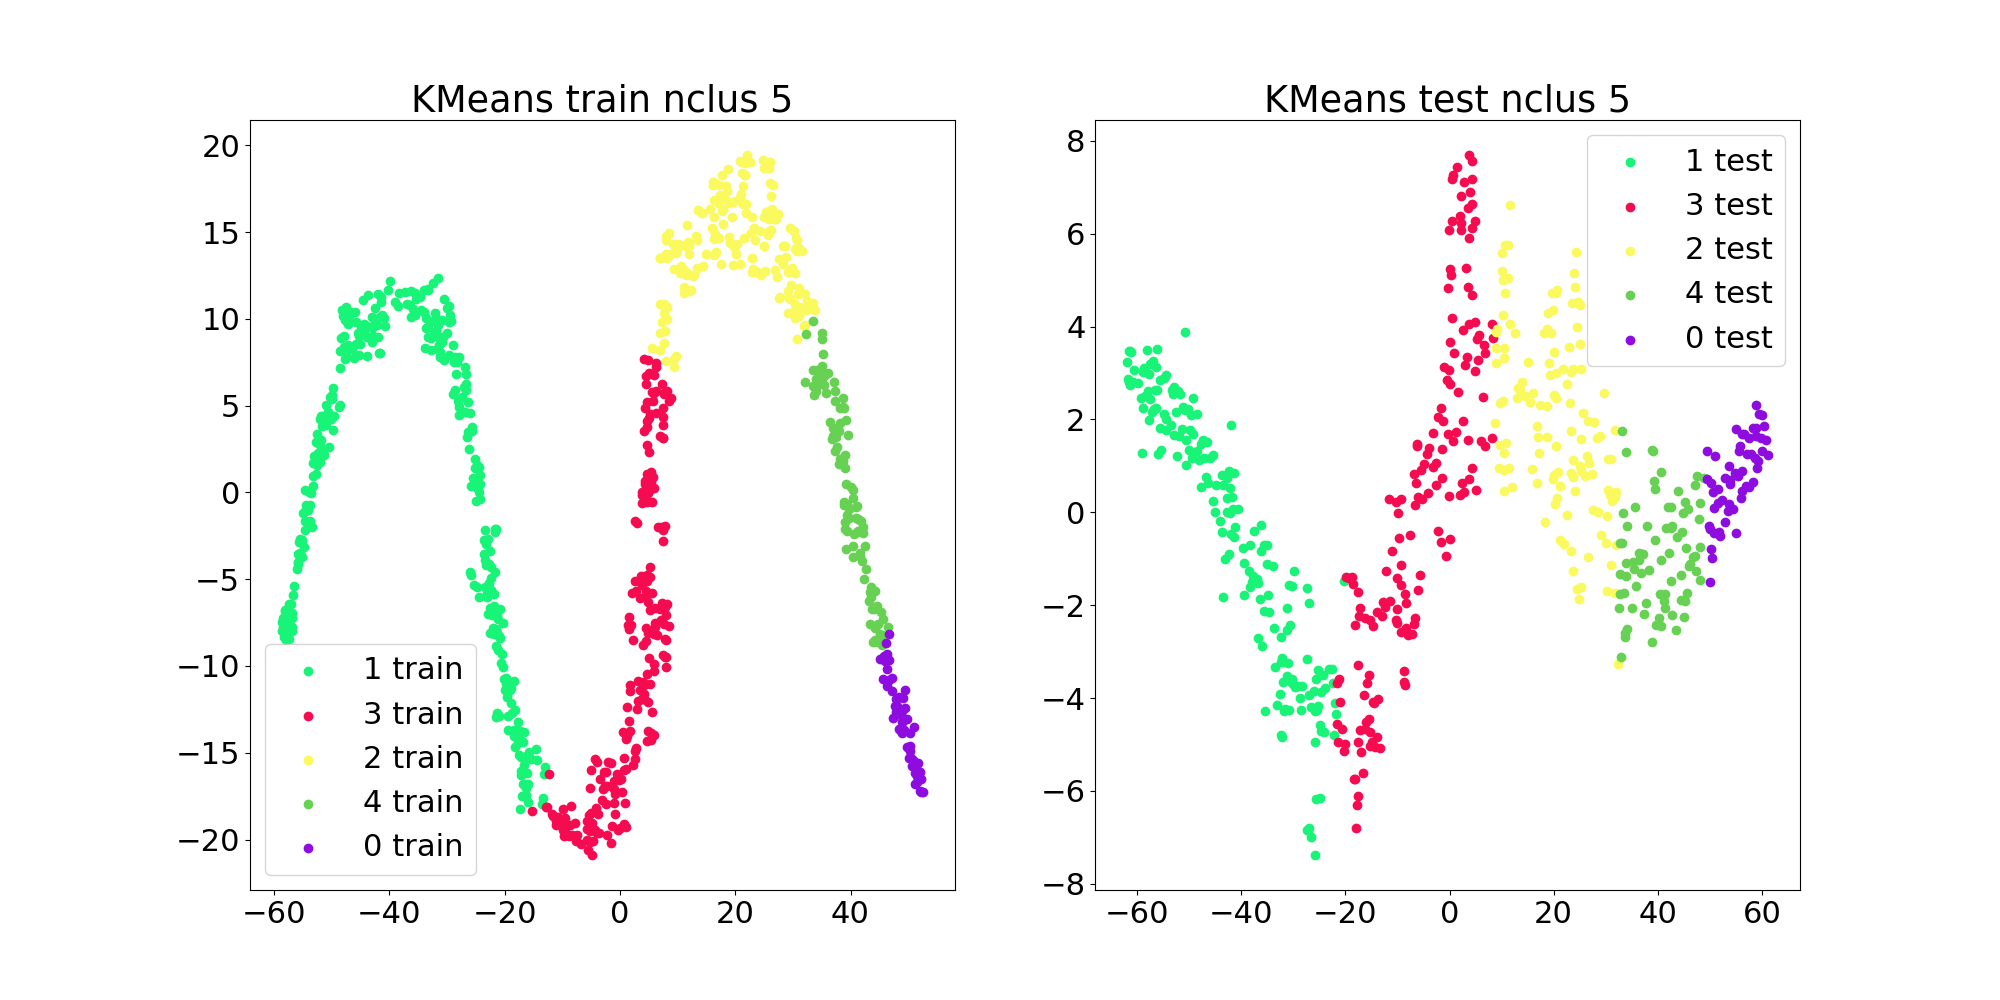 KMeans train nclus 5
20
15
10
5
0
−5
−10
−15
−20
−60 −40 −20 0 20 40
1 train
3 train
2 train
4 train
0 train
KMeans test nclus 5
8
6
4
2
0
−2
−4
−6
−8
−60 −40 −20 0 20 40 60
1 test
3 test
2 test
4 test
0 test